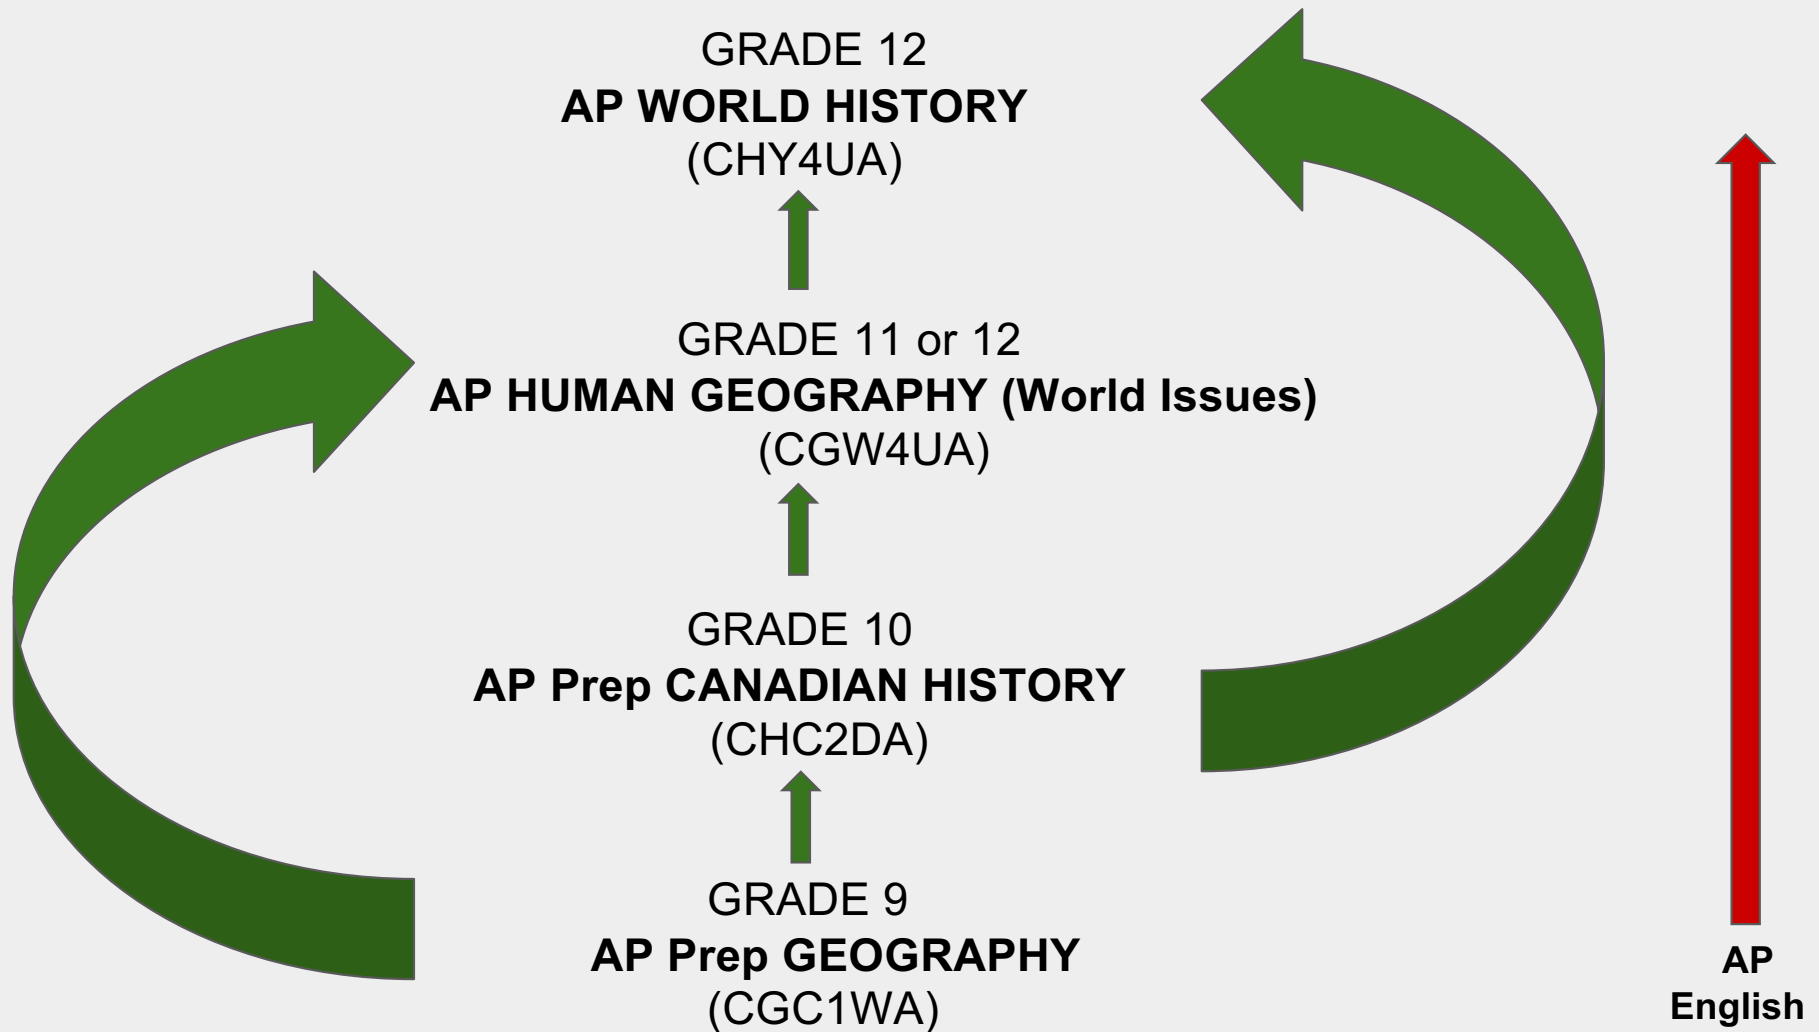 GRADE 12
AP WORLD HISTORY
(CHY4UA)
GRADE 11 or 12
AP HUMAN GEOGRAPHY (World Issues)
(CGW4UA)
GRADE 10
AP Prep CANADIAN HISTORY
(CHC2DA)
GRADE 9
AP Prep GEOGRAPHY
(CGC1WA)
AP
English